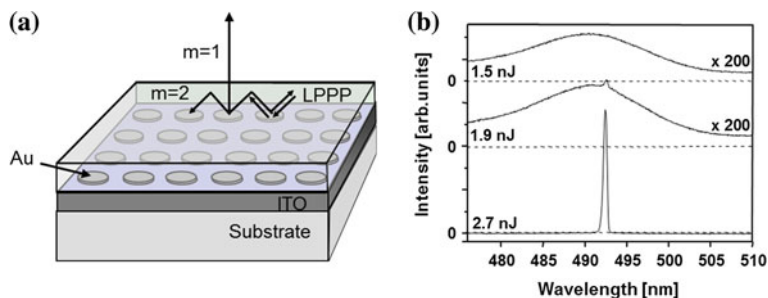 (a)
m=1
m=2
LPPP
Au
ITO
Substrate
(b)
Intensity [arb.units]
1.5 nJ
x 200
0
1.9 nJ
x 200
0
2.7 nJ
0
480 485 490 495 500 505 510
Wavelength [nm]